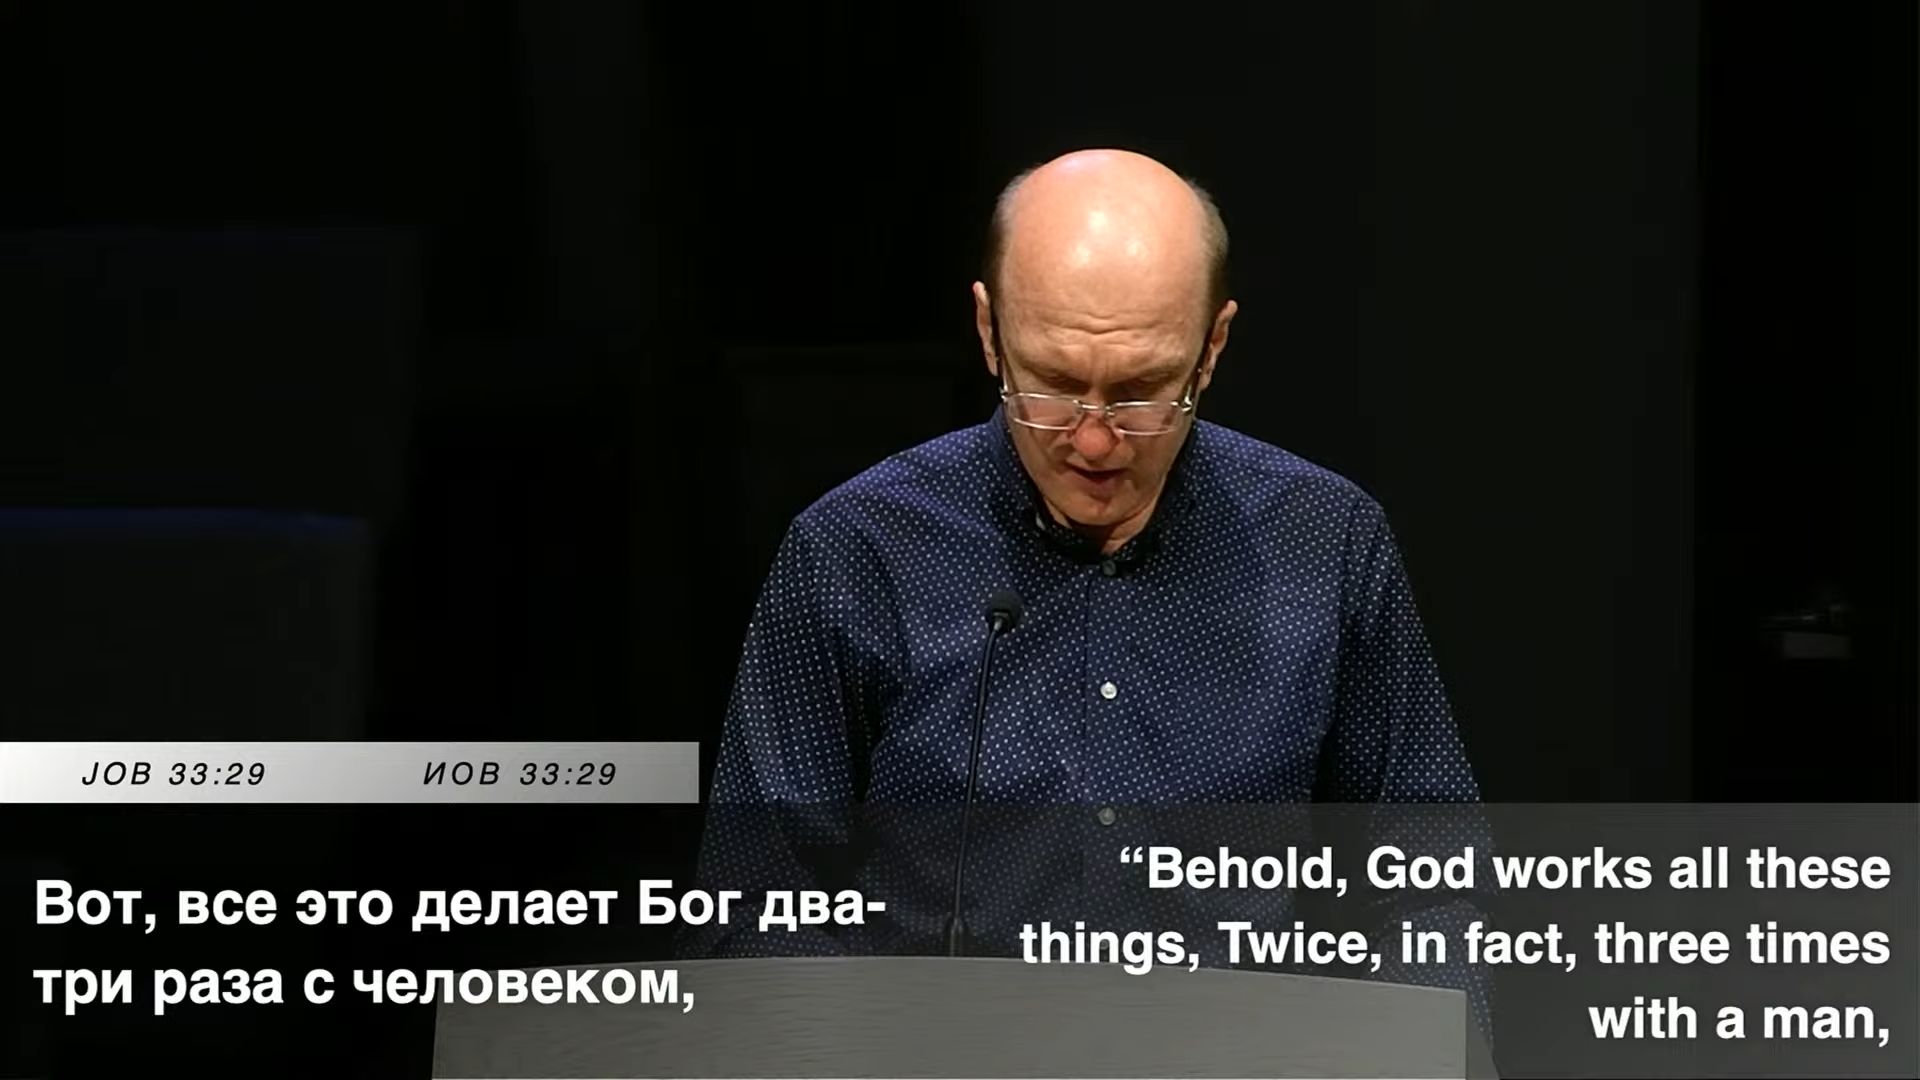 JOB 33:29 ИОВ 33:29
Вот, все это делает Бог два-
три раза с человеком,
“Behold, God works all these
things, Twice, in fact, three times
with a man,